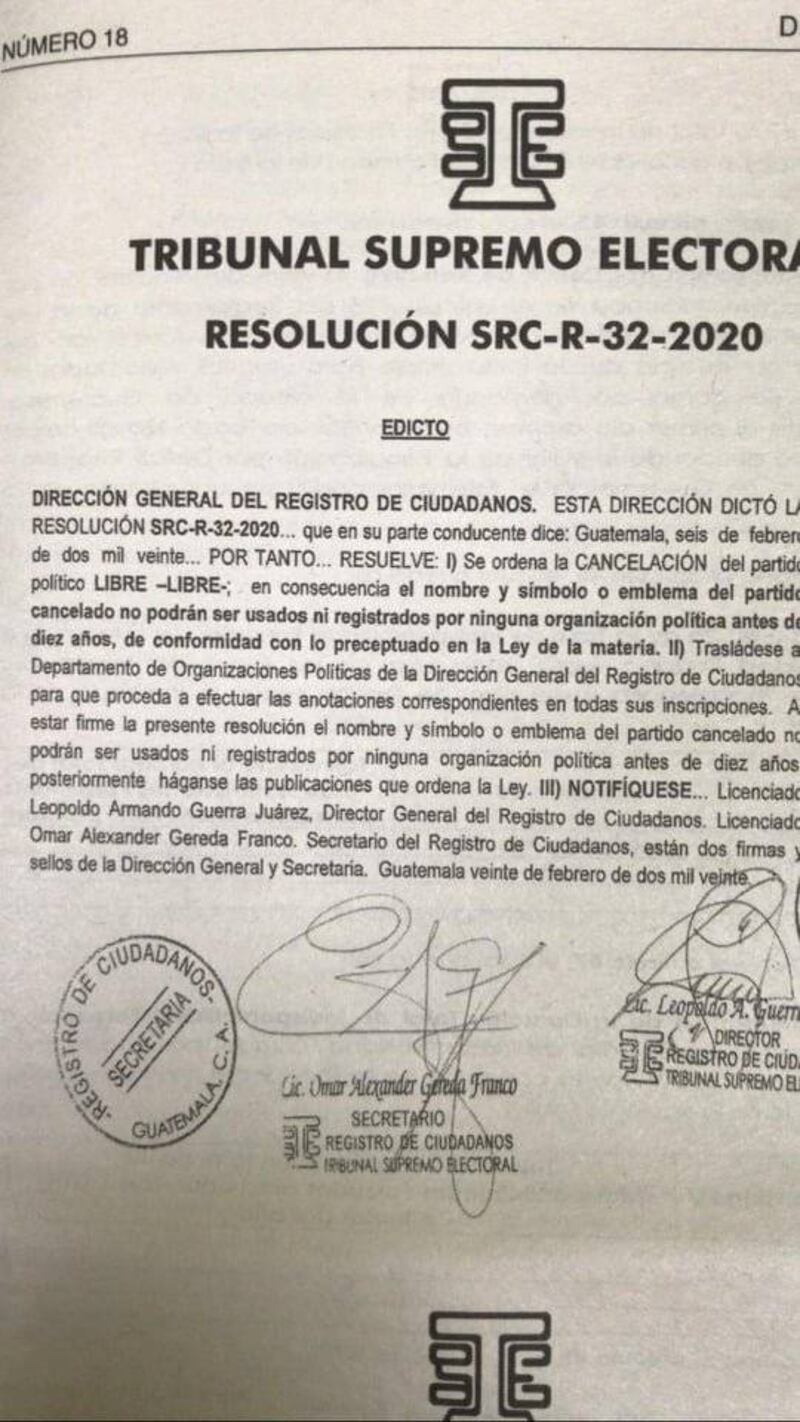 NÚMERO 18
D
TRIBUNAL SUPREMO ELECTORA
RESOLUCIÓN SRC-R-32-2020
EDICTO
DIRECCIÓN GENERAL DEL REGISTRO DE CIUDADANOS. ESTA DIRECCIÓN DICTÓ LA
RESOLUCIÓN SRC-R-32-2020... que en su parte conducente dice: Guatemala, seis de febrero
de dos mil veinte... POR TANTO... RESUELVE: I) Se ordena la CANCELACIÓN del partido
político LIBRE –LIBRE-; en consecuencia el nombre y símbolo o emblema del partido
cancelado no podrán ser usados ni registrados por ninguna organización política antes de
diez años, de conformidad con lo preceptuado en la Ley de la materia. II) Trasládese a
Departamento de Organizaciones Políticas de la Dirección General del Registro de Ciudadanos
para que proceda a efectuar las anotaciones correspondientes en todas sus inscripciones. A
estar firme la presente resolución el nombre y símbolo o emblema del partido cancelado no
podrán ser usados ni registrados por ninguna organización política antes de diez años
posteriormente háganse las publicaciones que ordena la Ley. III) NOTIFÍQUESE... Licenciado
Leopoldo Armando Guerra Juárez, Director General del Registro de Ciudadanos. Licenciado
Omar Alexander Gereda Franco. Secretario del Registro de Ciudadanos, están dos firmas y
sellos de la Dirección General y Secretaria. Guatemala veinte de febrero de dos mil veinte.
-REGISTRO DE CIUDADANOS-
SECRETARIA
GUATEMALA, C. A.
Lic. Omar Alexander Gereda Franco
SECRETARIO
REGISTRO DE CIUDADANOS
TRIBUNAL SUPREMO ELECTORAL
Lic. Leopoldo A. Guerr
DIRECTOR
REGISTRO DE CIUD
TRIBUNAL SUPREMO EL